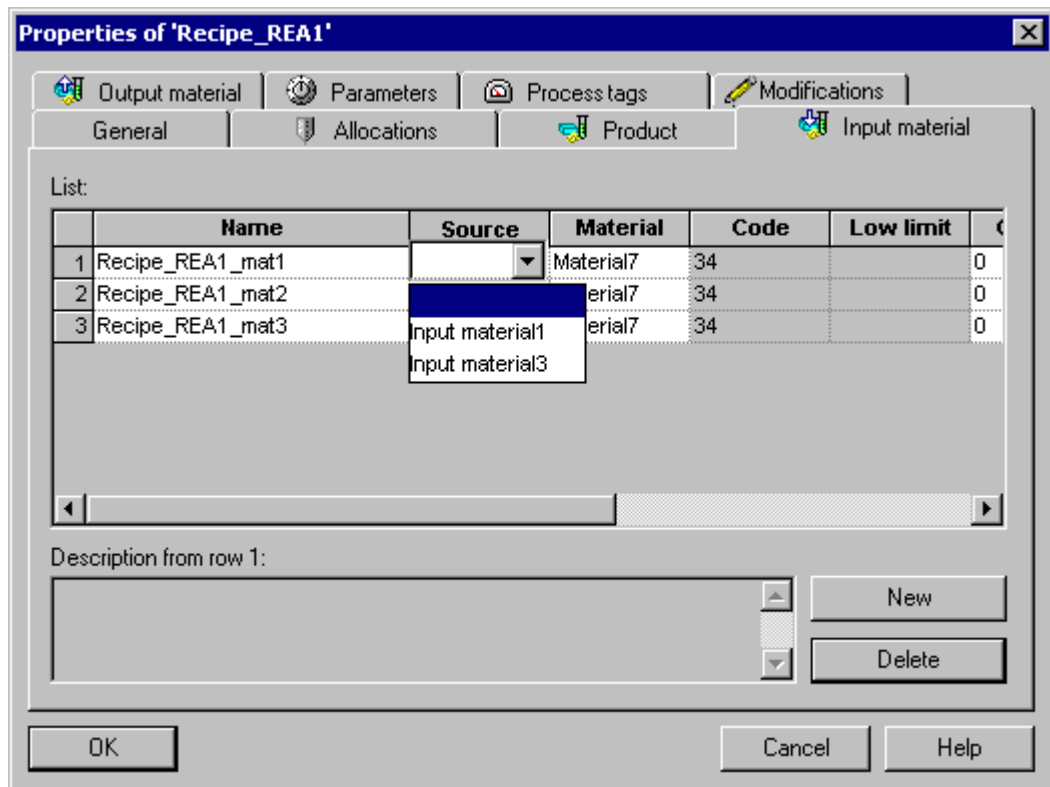 Properties of 'Recipe_REA1'
Output material Parameters Process tags Modifications
General Allocations Product Input material
List:
Name Source Material Code Low limit
1 Recipe_REA1_mat1 Material7 34 0
2 Recipe_REA1_mat2 erial7 34 0
3 Recipe_REA1_mat3 Input material1 erial7 34 0
Input material3
Description from row 1:
New
Delete
OK Cancel Help